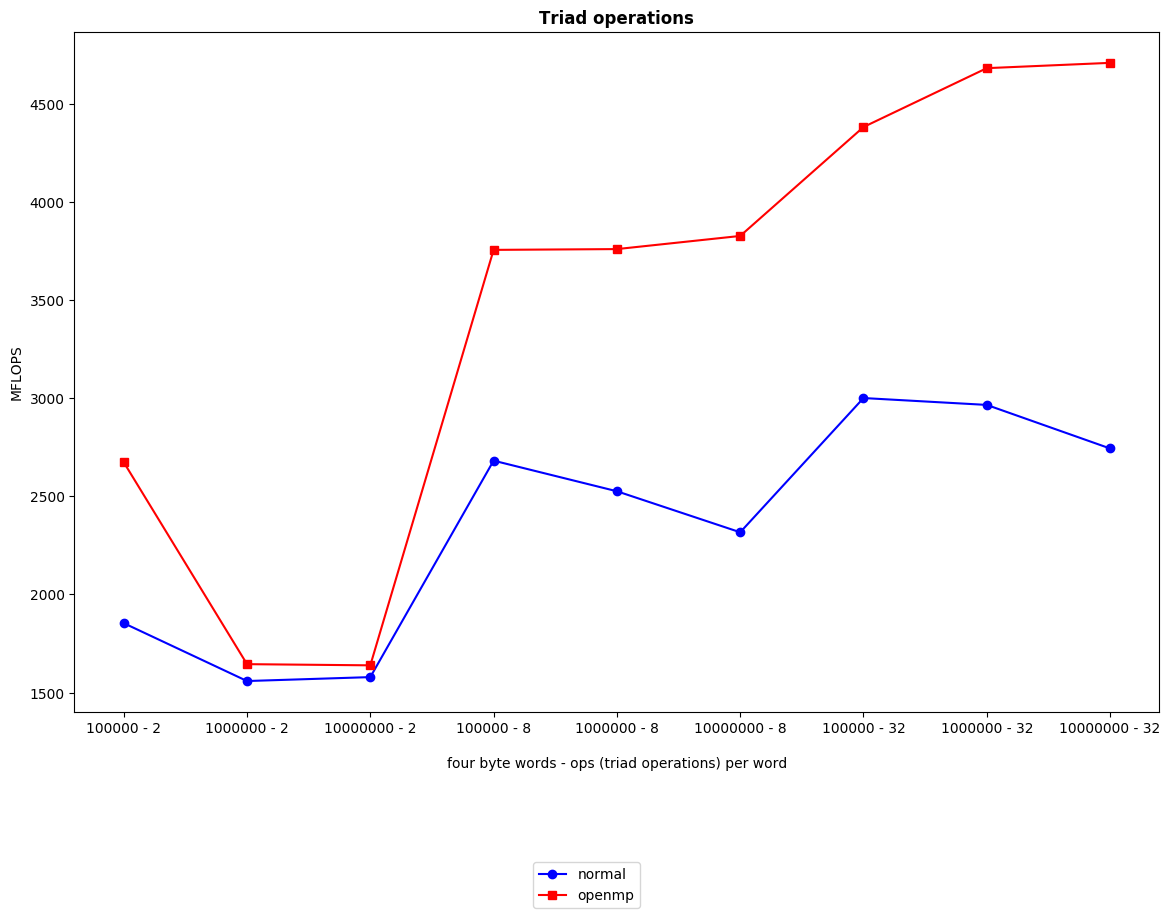 Triad operations
4500
4000
3500
3000
2500
2000
1500
MFLOPS
100000 - 2 1000000 - 2 10000000 - 2 100000 - 8 1000000 - 8 10000000 - 8 100000 - 32 1000000 - 32 10000000 - 32
four byte words - ops (triad operations) per word
normal
openmp